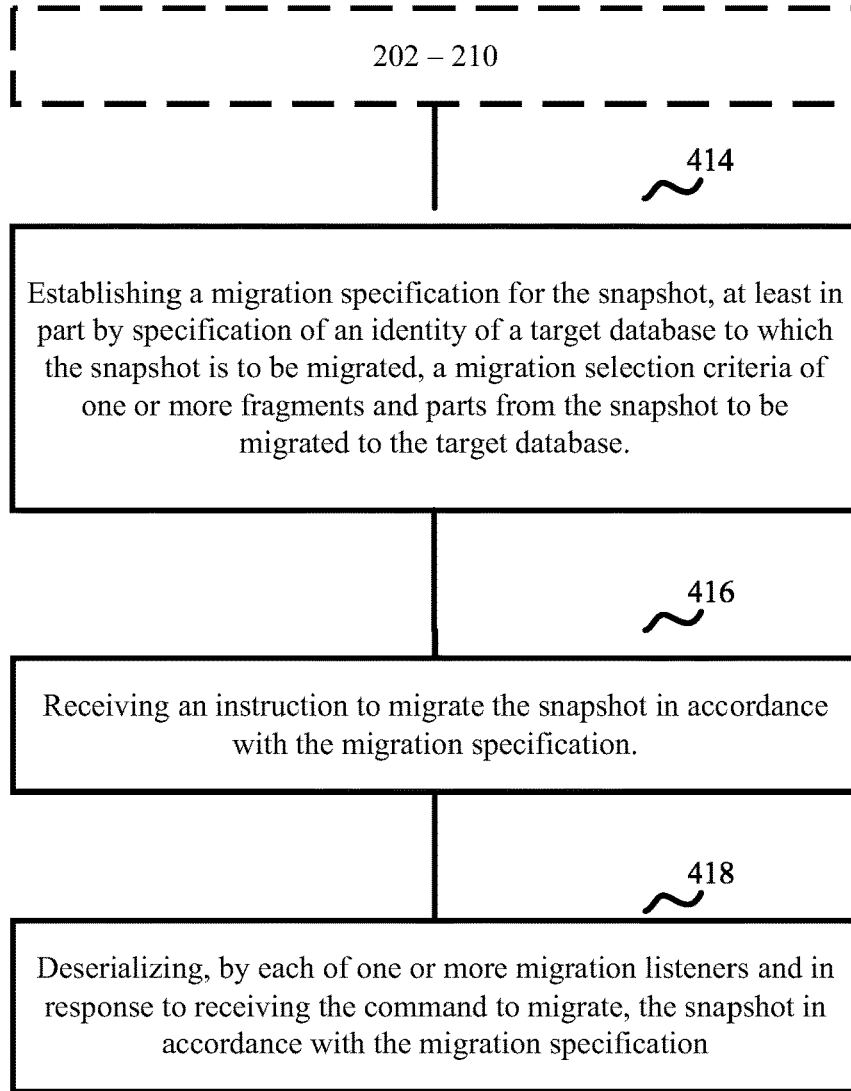 202 – 210
414
Establishing a migration specification for the snapshot, at least in
part by specification of an identity of a target database to which
the snapshot is to be migrated, a migration selection criteria of
one or more fragments and parts from the snapshot to be
migrated to the target database.
416
Receiving an instruction to migrate the snapshot in accordance
with the migration specification.
418
Deserializing, by each of one or more migration listeners and in
response to receiving the command to migrate, the snapshot in
accordance with the migration specification